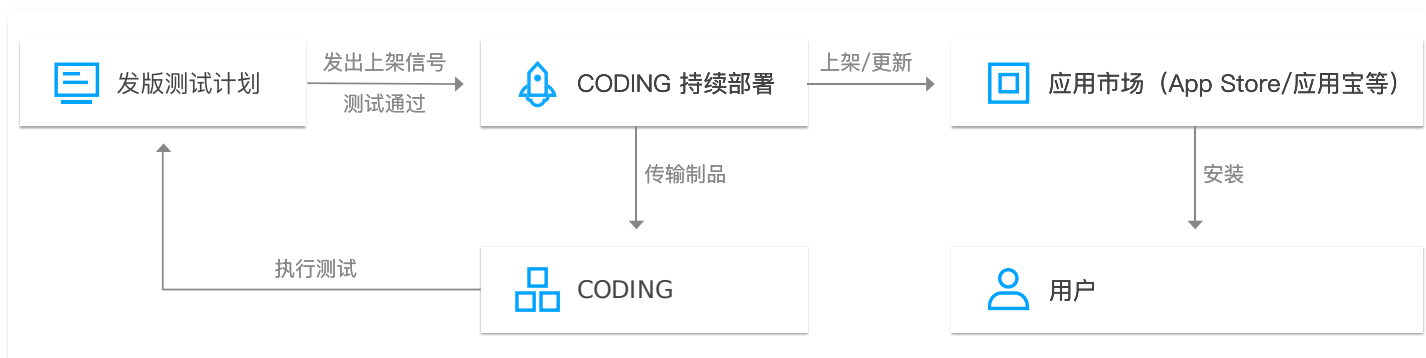 发版测试计划
发出上架信号
测试通过
CODING 持续部署
上架/更新
应用市场（App Store/应用宝等）
传输制品
安装
执行测试
CODING
用户